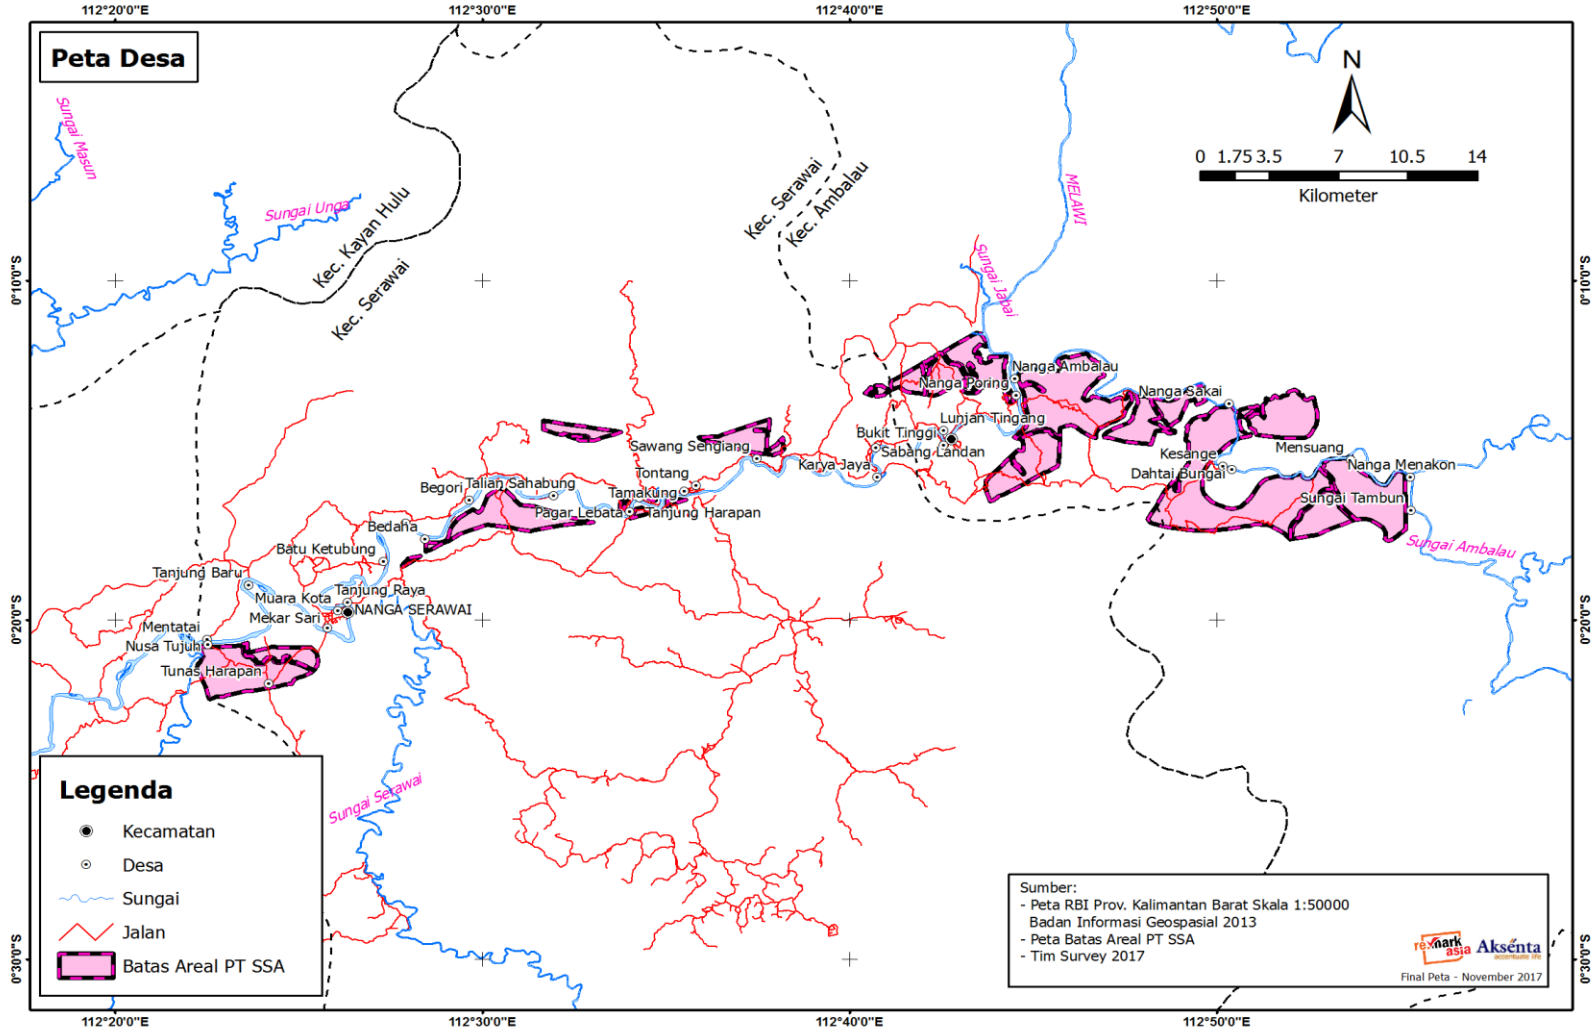 112°20'0"E
112°30'0"E
112°40'0"E
112°50'0"E
Peta Desa
N
0 1.75 3.5 7 10.5 14
Kilometer
Sungai Masun
Sungai Unga
Kec. Kayan Hulu
Kec. Serawai
Kec. Serawai
Kec. Ambalau
MELAWI
Sungai Jabai
0°10'0"S
0°10'0"S
Nanga Ambalau
Nanga Poring
Nanga Sakai
Lunjan Tingang
Bukit Tinggi
Sabang Landan
Sawang Sengiang
Karya Jaya
Kesange
Mensuang
Dahtai Bungai
Nanga Menakon
Sungai Tambun
Sungai Ambalau
Tontang
Tamakung
Begori
Talian Sahabung
Pagar Lebata
Tanjung Harapan
Bedaha
Batu Ketubung
Tanjung Baru
Tanjung Raya
Muara Kota
NANGA SERAWAI
Mekar Sari
Mentatai
Nusa Tujuh
Tunas Harapan
0°20'0"S
0°20'0"S
Sungai Serawai
Legenda
Kecamatan
Desa
Sungai
Jalan
Batas Areal PT SSA
Sumber:
- Peta RBI Prov. Kalimantan Barat Skala 1:50000
Badan Informasi Geospasial 2013
- Peta Batas Areal PT SSA
- Tim Survey 2017
remark asia
Aksenta
accentuate life
Final Peta - November 2017
0°30'0"S
0°30'0"S
112°20'0"E
112°30'0"E
112°40'0"E
112°50'0"E